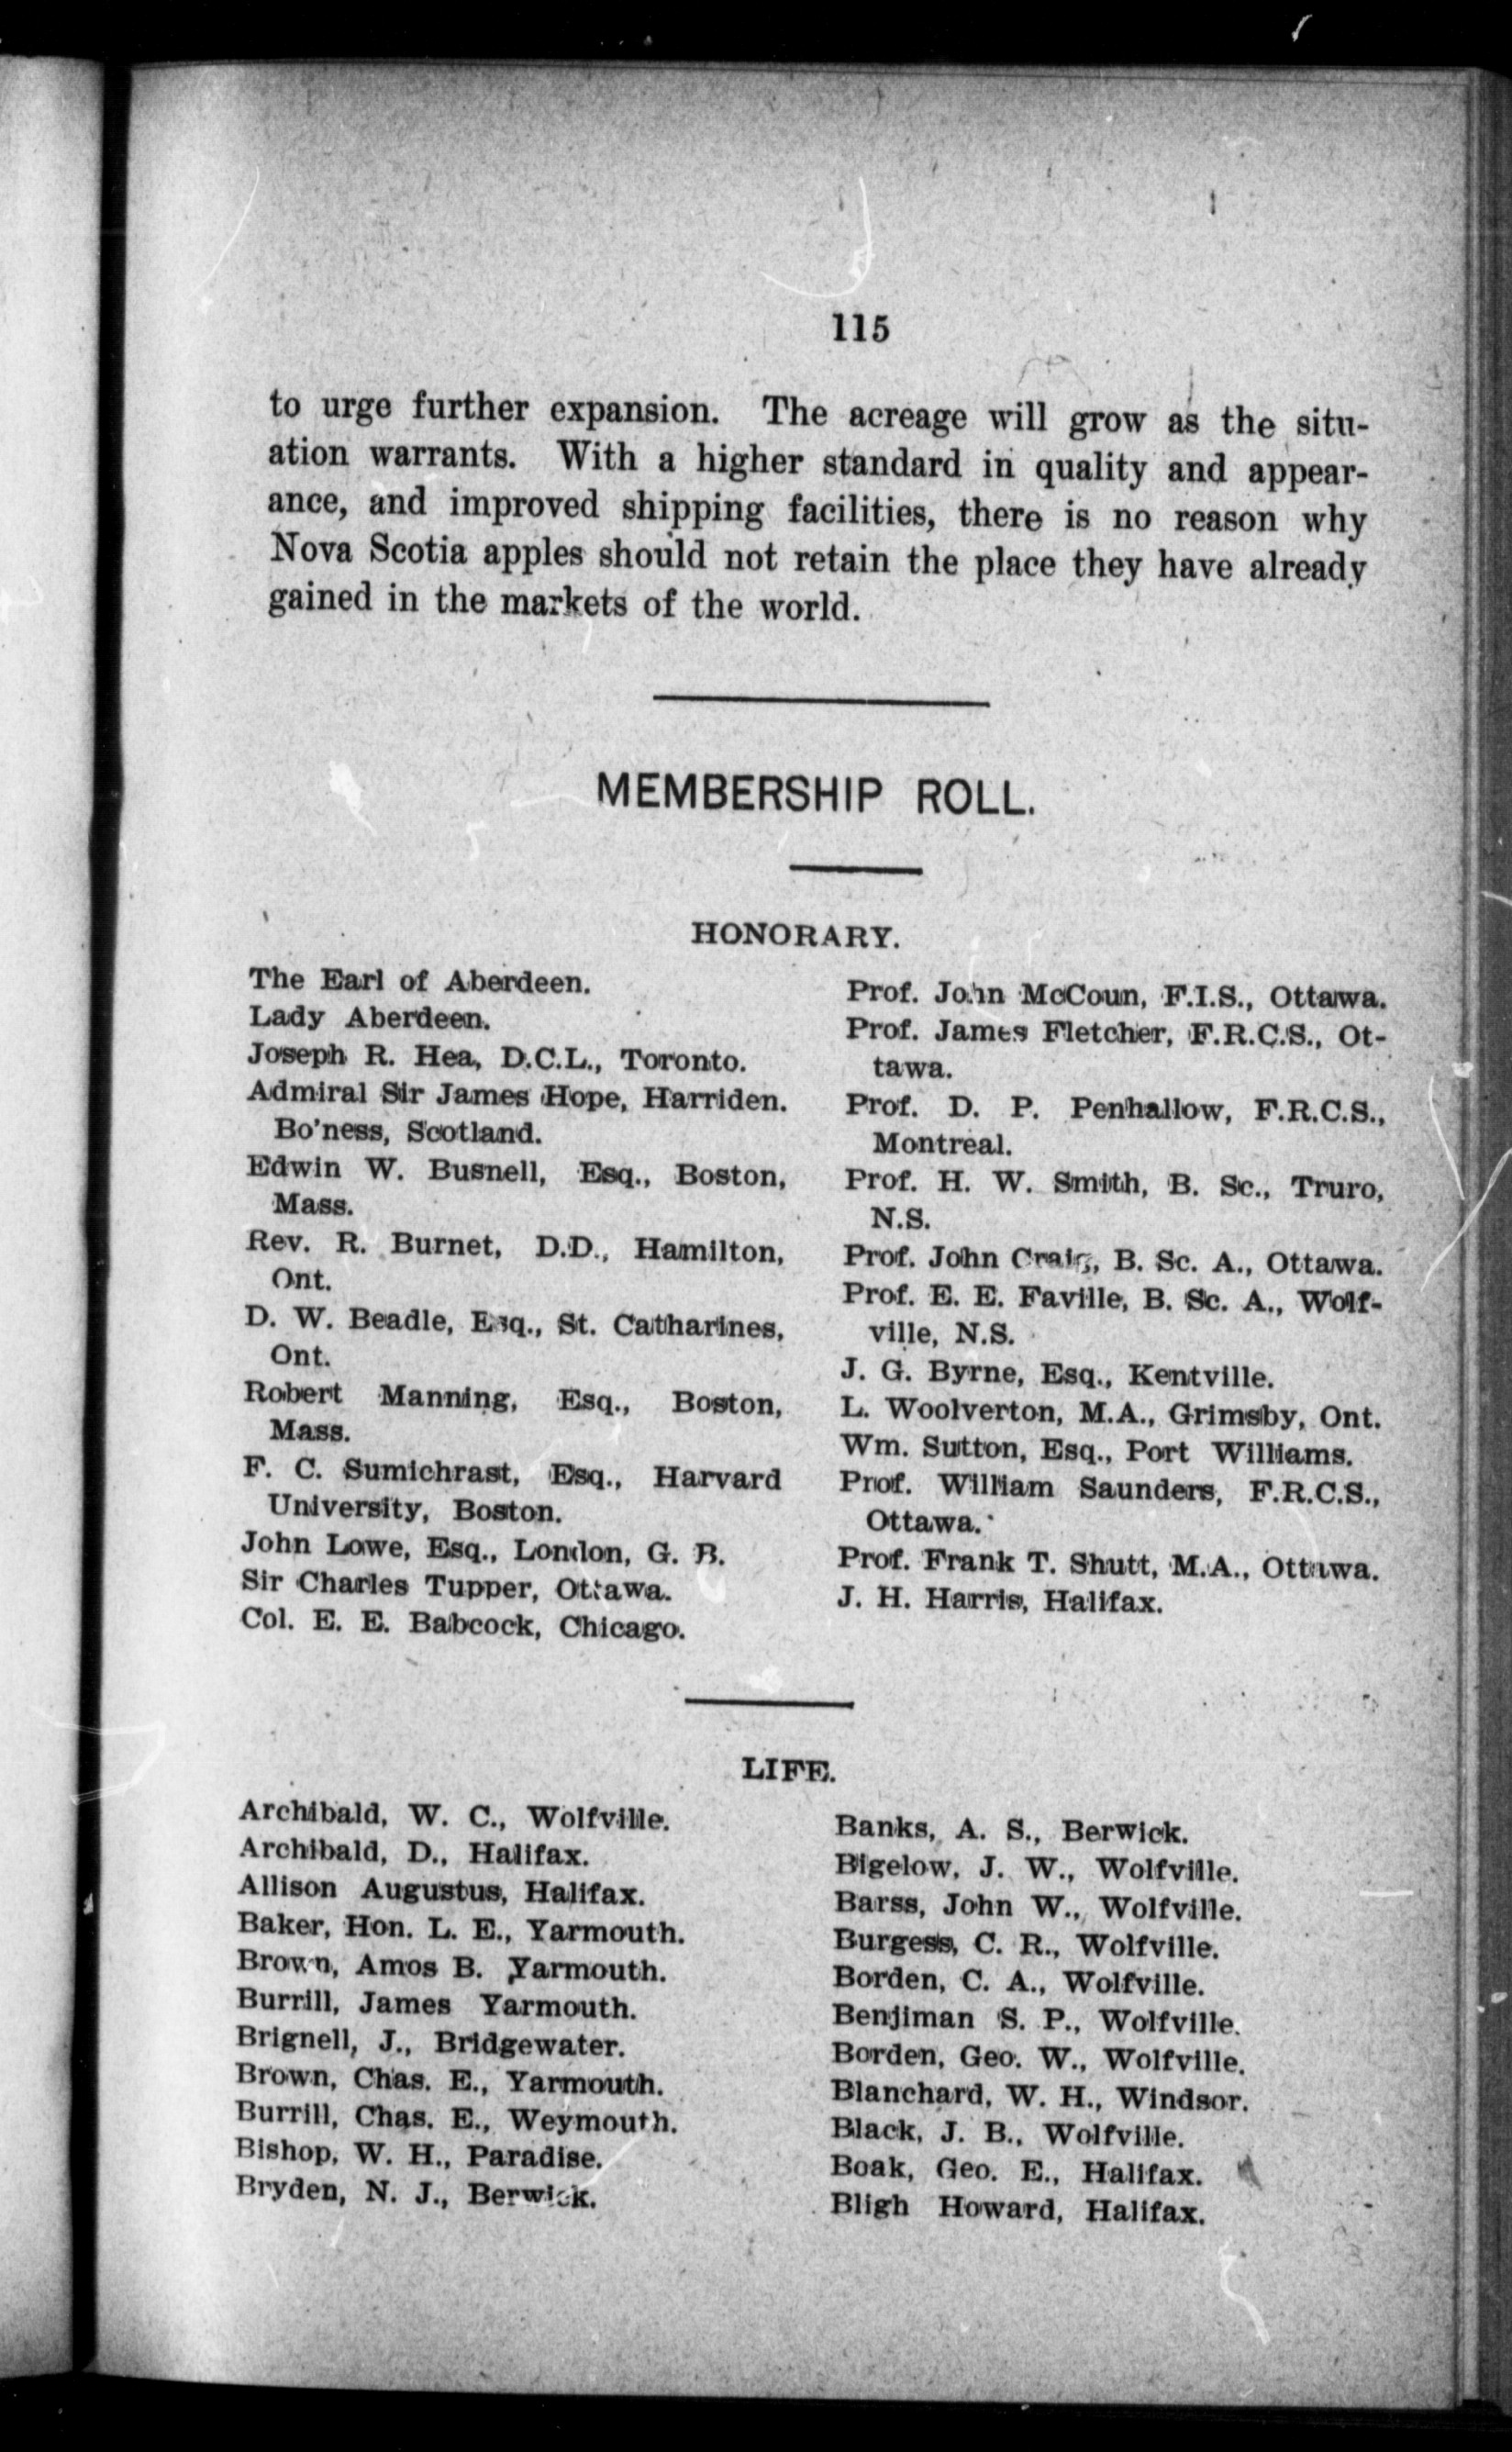 115
to urge further expansion. The acreage will grow as the situ-
ation warrants. With a higher standard in quality and appear-
ance, and improved shipping facilities, there is no reason why
Nova Scotia apples should not retain the place they have already
gained in the markets of the world.
MEMBERSHIP ROLL.
HONORARY.
The Earl of Aberdeen.
Lady Aberdeen.
Joseph R. Hea, D.C.L., Toronto.
Admiral Sir James Hope, Harriden.
Bo'ness, Scotland.
Edwin W. Busnell, Esq., Boston,
Mass.
Rev. R. Burnet, D.D., Hamilton,
Ont.
D. W. Beadle, Esq., St. Catharines,
Ont.
Robert Manning, Esq., Boston,
Mass.
F. C. Sumichrast, Esq., Harvard
University, Boston.
John Lowe, Esq., London, G. B.
Sir Charles Tupper, Ottawa.
Col. E. E. Babcock, Chicago.
Prof. John McCoun, F.I.S., Ottawa.
Prof. James Fletcher, F.R.C.S., Ot-
tawa.
Prof. D. P. Penhallow, F.R.C.S.,
Montreal.
Prof. H. W. Smith, B. Sc., Truro,
N.S.
Prof. John Craig, B. Sc. A., Ottawa.
Prof. E. E. Faville, B. Sc. A., Wolf-
ville, N.S.
J. G. Byrne, Esq., Kentville.
L. Woolverton, M.A., Grimsby, Ont.
Wm. Sutton, Esq., Port Williams.
Prof. William Saunders, F.R.C.S.,
Ottawa.
Prof. Frank T. Shutt, M.A., Ottawa.
J. H. Harris, Halifax.
LIFE.
Archibald, W. C., Wolfville.
Archibald, D., Halifax.
Allison Augustus, Halifax.
Baker, Hon. L. E., Yarmouth.
Brown, Amos B. Yarmouth.
Burrill, James Yarmouth.
Brignell, J., Bridgewater.
Brown, Chas. E., Yarmouth.
Burrill, Chas. E., Weymouth.
Bishop, W. H., Paradise.
Bryden, N. J., Berwick.
Banks, A. S., Berwick.
Bigelow, J. W., Wolfville.
Barss, John W., Wolfville.
Burgess, C. R., Wolfville.
Borden, C. A., Wolfville.
Benjiman S. P., Wolfville.
Borden, Geo. W., Wolfville.
Blanchard, W. H., Windsor.
Black, J. B., Wolfville.
Boak, Geo. E., Halifax.
Bligh Howard, Halifax.